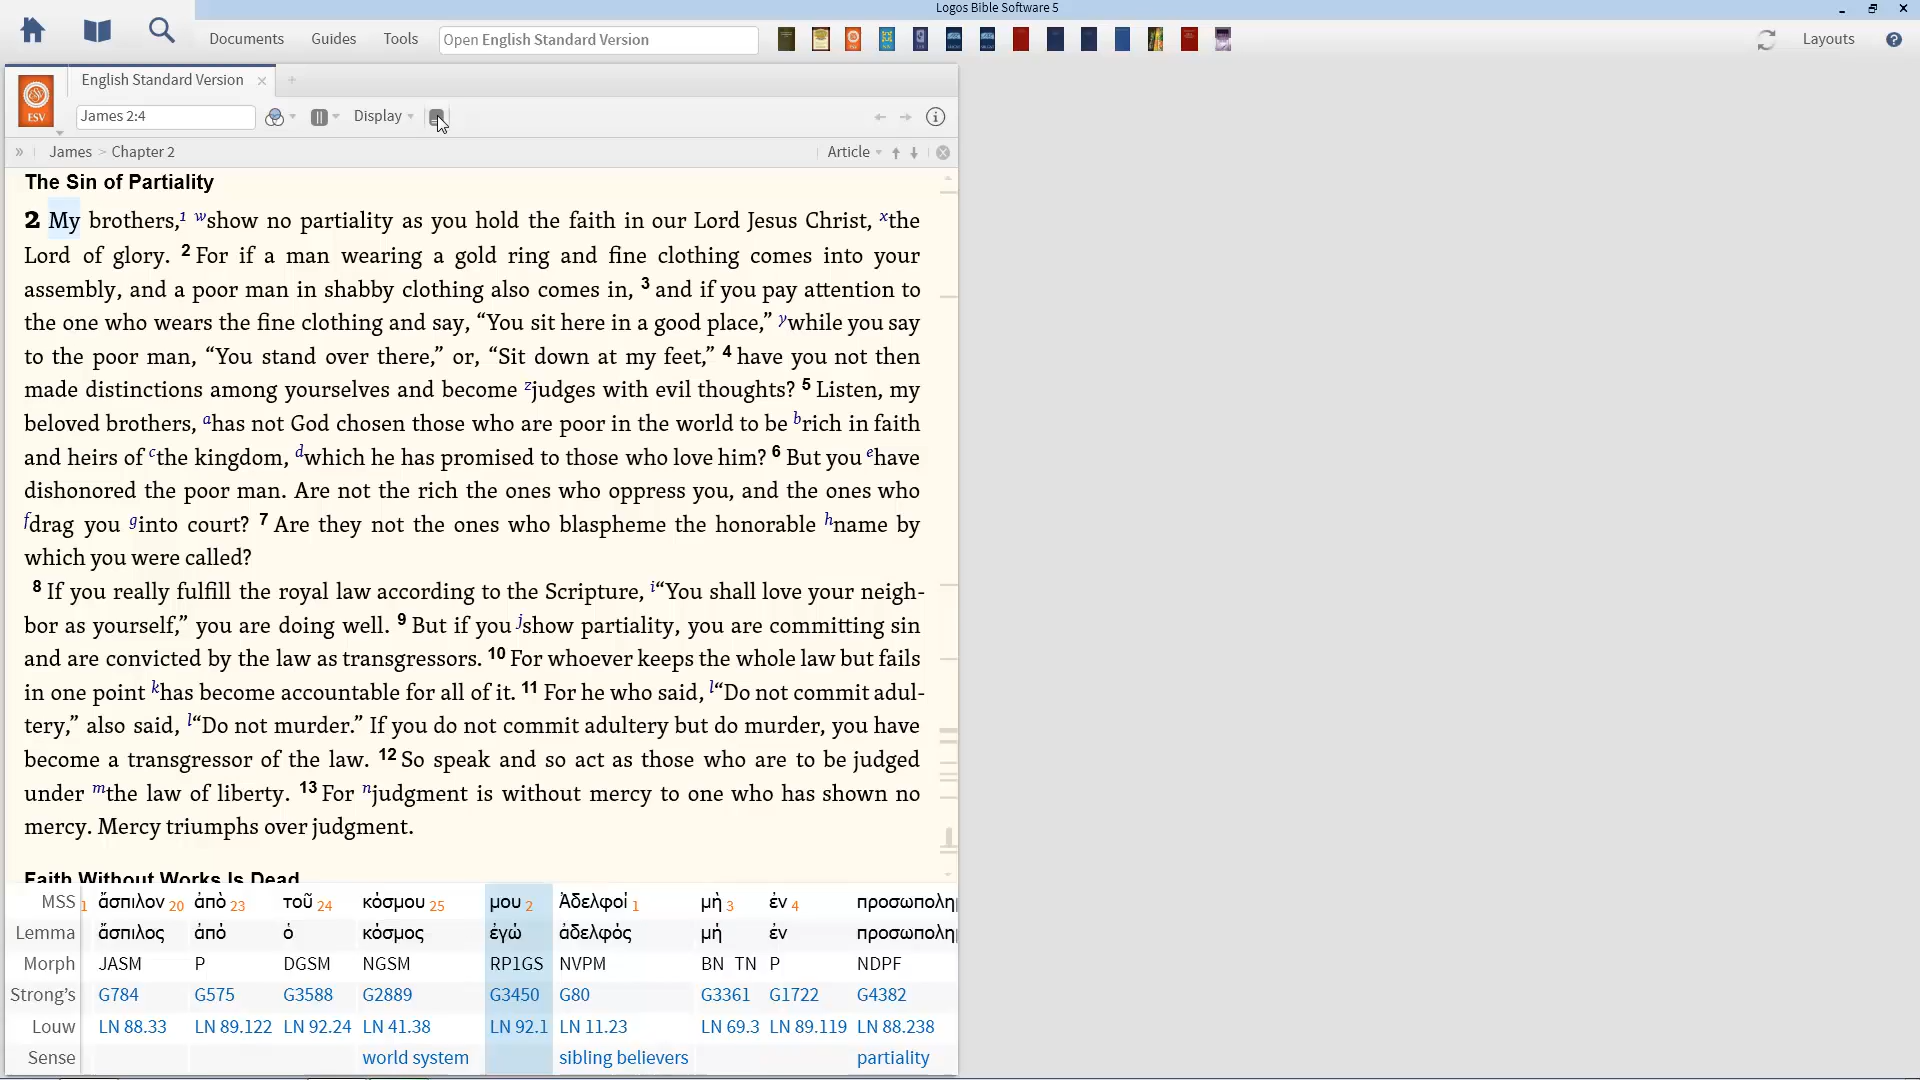 Logos Bible Software 5
Documents Guides Tools Open English Standard Version Layouts
English Standard Version
ESV
James 2:4 Display
James > Chapter 2 Article
The Sin of Partiality
2 My brothers,1 wshow no partiality as you hold the faith in our Lord Jesus Christ, xthe
Lord of glory. 2 For if a man wearing a gold ring and fine clothing comes into your
assembly, and a poor man in shabby clothing also comes in, 3 and if you pay attention to
the one who wears the fine clothing and say, “You sit here in a good place,” ywhile you say
to the poor man, “You stand over there,” or, “Sit down at my feet,” 4 have you not then
made distinctions among yourselves and become zjudges with evil thoughts? 5 Listen, my
beloved brothers, ahas not God chosen those who are poor in the world to be brich in faith
and heirs of cthe kingdom, dwhich he has promised to those who love him? 6 But you ehave
dishonored the poor man. Are not the rich the ones who oppress you, and the ones who
fdrag you ginto court? 7 Are they not the ones who blaspheme the honorable hname by
which you were called?
8 If you really fulfill the royal law according to the Scripture, i“You shall love your neigh-
bor as yourself,” you are doing well. 9 But if you jshow partiality, you are committing sin
and are convicted by the law as transgressors. 10 For whoever keeps the whole law but fails
in one point khas become accountable for all of it. 11 For he who said, l“Do not commit adul-
tery,” also said, l“Do not murder.” If you do not commit adultery but do murder, you have
become a transgressor of the law. 12 So speak and so act as those who are to be judged
under mthe law of liberty. 13 For njudgment is without mercy to one who has shown no
mercy. Mercy triumphs over judgment.
Faith Without Works Is Dead
MSS 1 ἄσπιλον 20 ἀπὸ 23 τοῦ 24 κόσμου 25 μου 2 Ἀδελφοί 1 μὴ 3 ἐν 4 προσωπολη
Lemma ἄσπιλος ἀπό ὁ κόσμος ἐγώ ἀδελφός μή ἐν προσωπολη
Morph JASM P DGSM NGSM RP1GS NVPM BN TN P NDPF
Strong’s G784 G575 G3588 G2889 G3450 G80 G3361 G1722 G4382
Louw LN 88.33 LN 89.122 LN 92.24 LN 41.38 LN 92.1 LN 11.23 LN 69.3 LN 89.119 LN 88.238
Sense world system sibling believers partiality